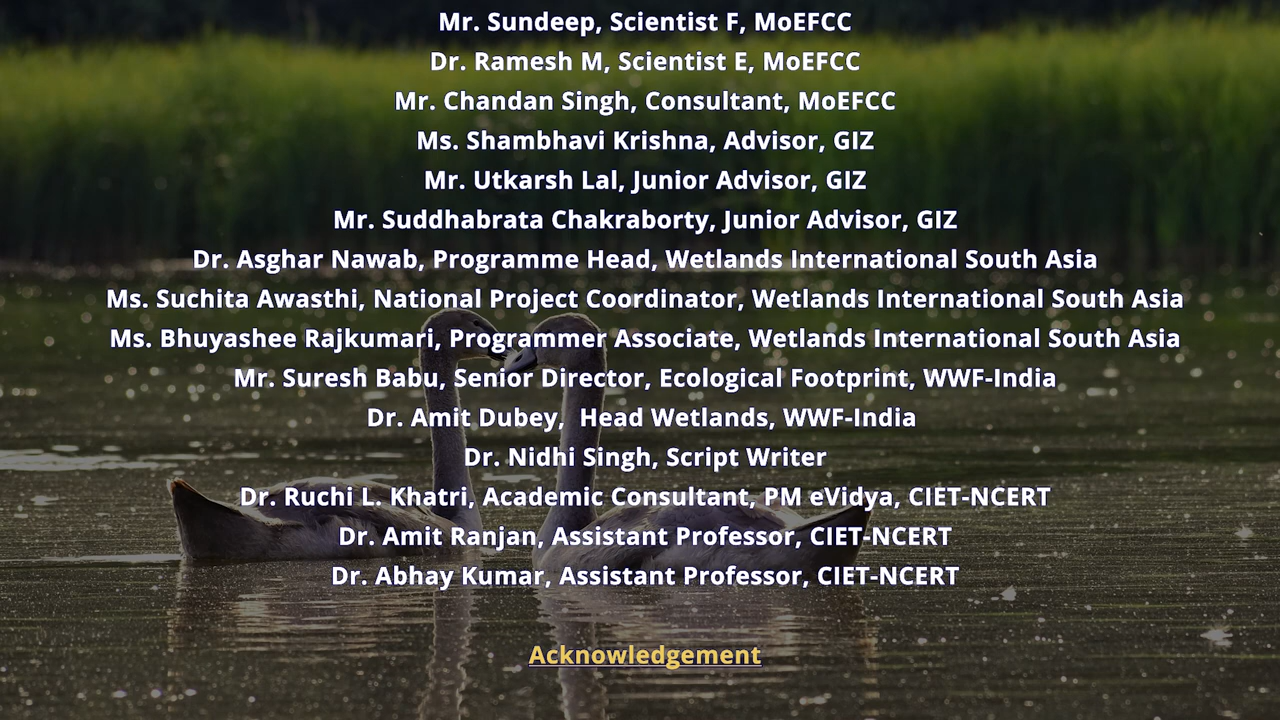 Mr. Sundeep, Scientist F, MoEFCC
Dr. Ramesh M, Scientist E, MoEFCC
Mr. Chandan Singh, Consultant, MoEFCC
Ms. Shambhavi Krishna, Advisor, GIZ
Mr. Utkarsh Lal, Junior Advisor, GIZ
Mr. Suddhabrata Chakraborty, Junior Advisor, GIZ
Dr. Asghar Nawab, Programme Head, Wetlands International South Asia
Ms. Suchita Awasthi, National Project Coordinator, Wetlands International South Asia
Ms. Bhuyashee Rajkumari, Programmer Associate, Wetlands International South Asia
Mr. Suresh Babu, Senior Director, Ecological Footprint, WWF-India
Dr. Amit Dubey,  Head Wetlands, WWF-India
Dr. Nidhi Singh, Script Writer
Dr. Ruchi L. Khatri, Academic Consultant, PM eVidya, CIET-NCERT
Dr. Amit Ranjan, Assistant Professor, CIET-NCERT
Dr. Abhay Kumar, Assistant Professor, CIET-NCERT
Acknowledgement